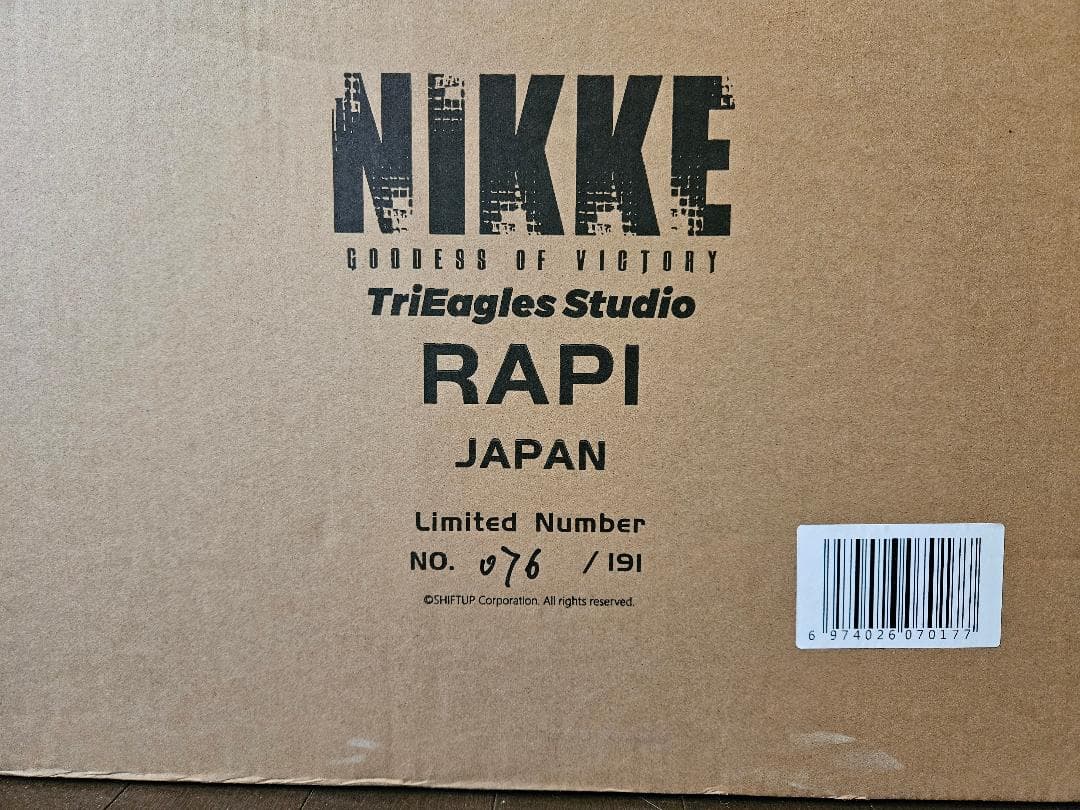 NIKKE
GODDESS OF VICTORY
TriEagles Studio
RAPI
JAPAN
Limited Number
NO. 076 / 191
©SHIFTUP Corporation. All rights reserved.
6 974026 070177